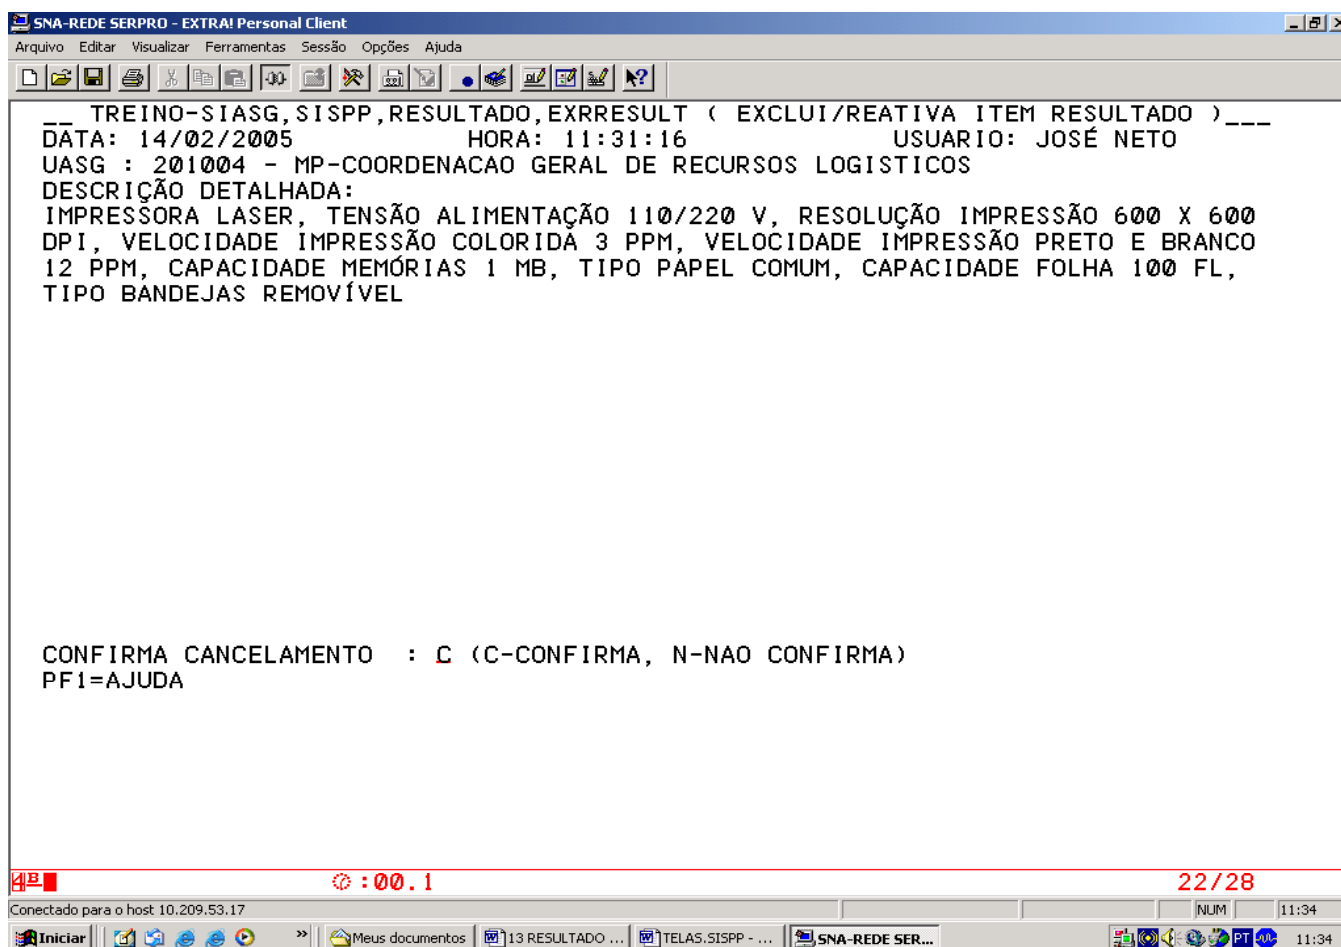 SNA-REDE SERPRO - EXTRA! Personal Client
Arquivo Editar Visualizar Ferramentas Sessão Opções Ajuda
__ TREINO-SIASG,SISPP,RESULTADO,EXRRESULT ( EXCLUI/REATIVA ITEM RESULTADO )___
DATA: 14/02/2005 HORA: 11:31:16 USUARIO: JOSÉ NETO
UASG : 201004 - MP-COORDENACAO GERAL DE RECURSOS LOGISTICOS
DESCRIÇÃO DETALHADA:
IMPRESSORA LASER, TENSÃO ALIMENTAÇÃO 110/220 V, RESOLUÇÃO IMPRESSÃO 600 X 600
DPI, VELOCIDADE IMPRESSÃO COLORIDA 3 PPM, VELOCIDADE IMPRESSÃO PRETO E BRANCO
12 PPM, CAPACIDADE MEMÓRIAS 1 MB, TIPO PAPEL COMUM, CAPACIDADE FOLHA 100 FL,
TIPO BANDEJAS REMOVÍVEL
CONFIRMA CANCELAMENTO : C (C-CONFIRMA, N-NAO CONFIRMA)
PF1=AJUDA
4B :00.1 22/28
Conectado para o host 10.209.53.17 NUM 11:34
Iniciar » Meus documentos 13 RESULTADO ... TELAS.SISPP - ... SNA-REDE SER... PT 11:34